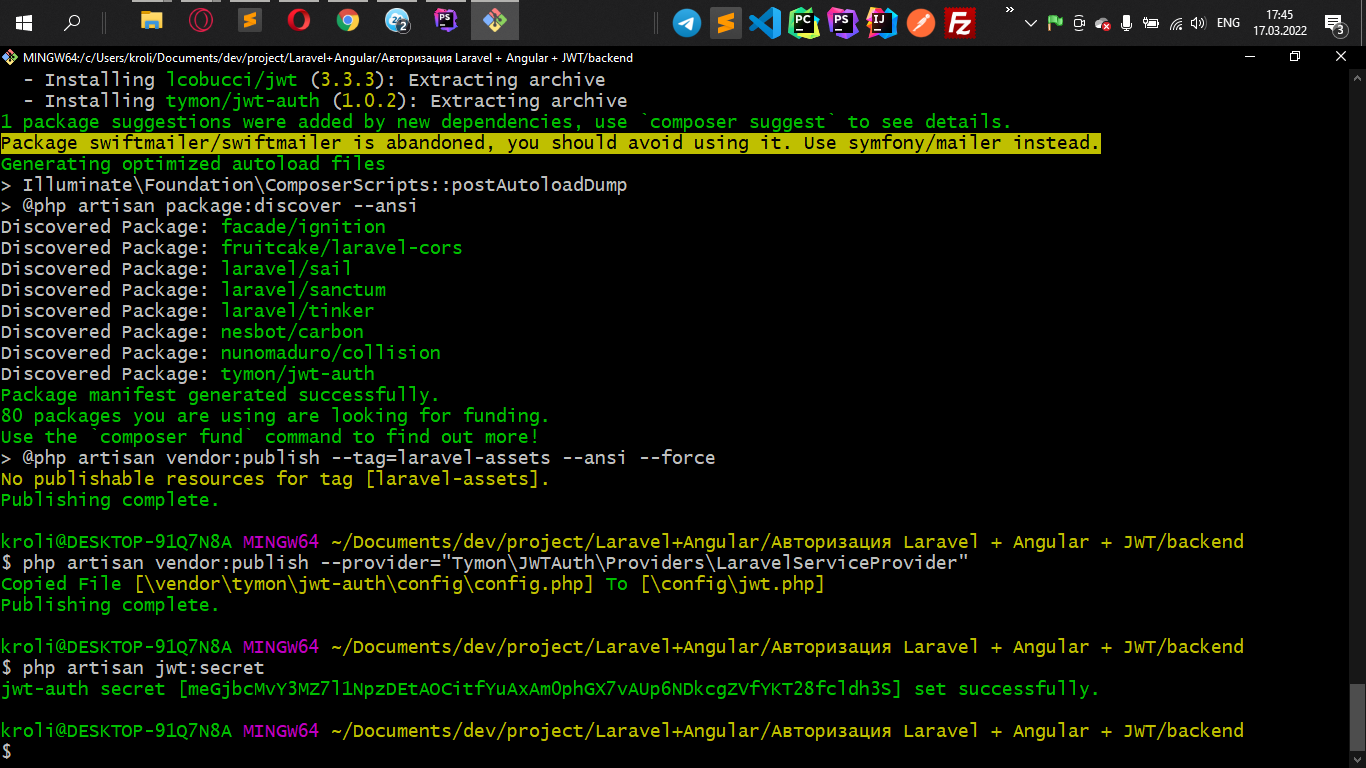 ENG
17:45
17.03.2022
3
2
PC
PS
IJ
FZ
MINGW64:/c/Users/kroli/Documents/dev/project/Laravel+Angular/Авторизация Laravel + Angular + JWT/backend
- Installing lcobucci/jwt (3.3.3): Extracting archive
- Installing tymon/jwt-auth (1.0.2): Extracting archive
1 package suggestions were added by new dependencies, use `composer suggest` to see details.
Package swiftmailer/swiftmailer is abandoned, you should avoid using it. Use symfony/mailer instead.
Generating optimized autoload files
> Illuminate\Foundation\ComposerScripts::postAutoloadDump
> @php artisan package:discover --ansi
Discovered Package: facade/ignition
Discovered Package: fruitcake/laravel-cors
Discovered Package: laravel/sail
Discovered Package: laravel/sanctum
Discovered Package: laravel/tinker
Discovered Package: nesbot/carbon
Discovered Package: nunomaduro/collision
Discovered Package: tymon/jwt-auth
Package manifest generated successfully.
80 packages you are using are looking for funding.
Use the `composer fund` command to find out more!
> @php artisan vendor:publish --tag=laravel-assets --ansi --force
No publishable resources for tag [laravel-assets].
Publishing complete.
kroli@DESKTOP-91Q7N8A MINGW64 ~/Documents/dev/project/Laravel+Angular/Авторизация Laravel + Angular + JWT/backend
$ php artisan vendor:publish --provider="Tymon\JWTAuth\Providers\LaravelServiceProvider"
Copied File [\vendor\tymon\jwt-auth\config\config.php] To [\config\jwt.php]
Publishing complete.
kroli@DESKTOP-91Q7N8A MINGW64 ~/Documents/dev/project/Laravel+Angular/Авторизация Laravel + Angular + JWT/backend
$ php artisan jwt:secret
jwt-auth secret [meGjbcMvY3MZ7l1NpzDEtAOCitfYuAxAm0phGX7vAUp6NDkcgZVfYKT28fcldh3S] set successfully.
kroli@DESKTOP-91Q7N8A MINGW64 ~/Documents/dev/project/Laravel+Angular/Авторизация Laravel + Angular + JWT/backend
$